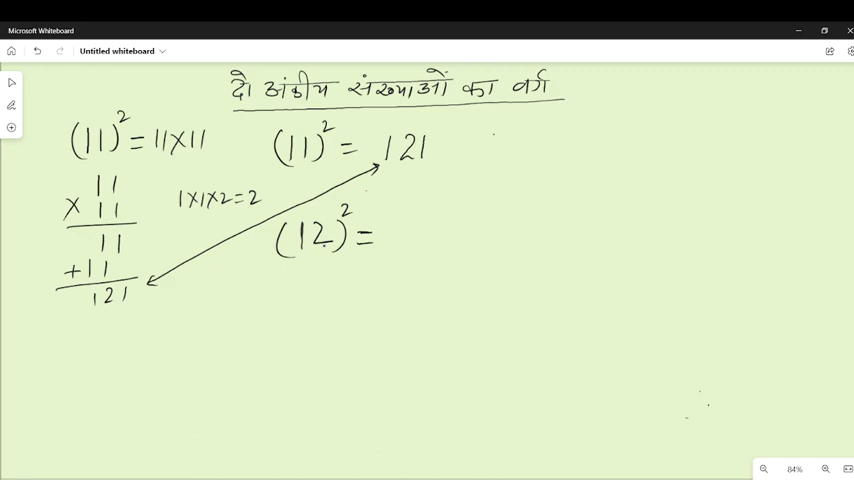 Microsoft Whiteboard
Untitled whiteboard
दो अंकीय संख्याओं का वर्ग
(11)² = 11×11
(11)² = 121
11
× 11
11
+11
121
1×1×2=2
(12)² =
84%